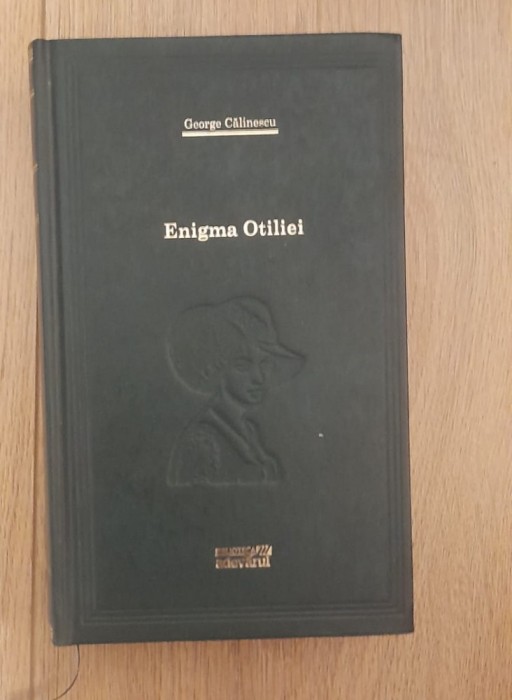 George Călinescu
Enigma Otiliei
adevărul